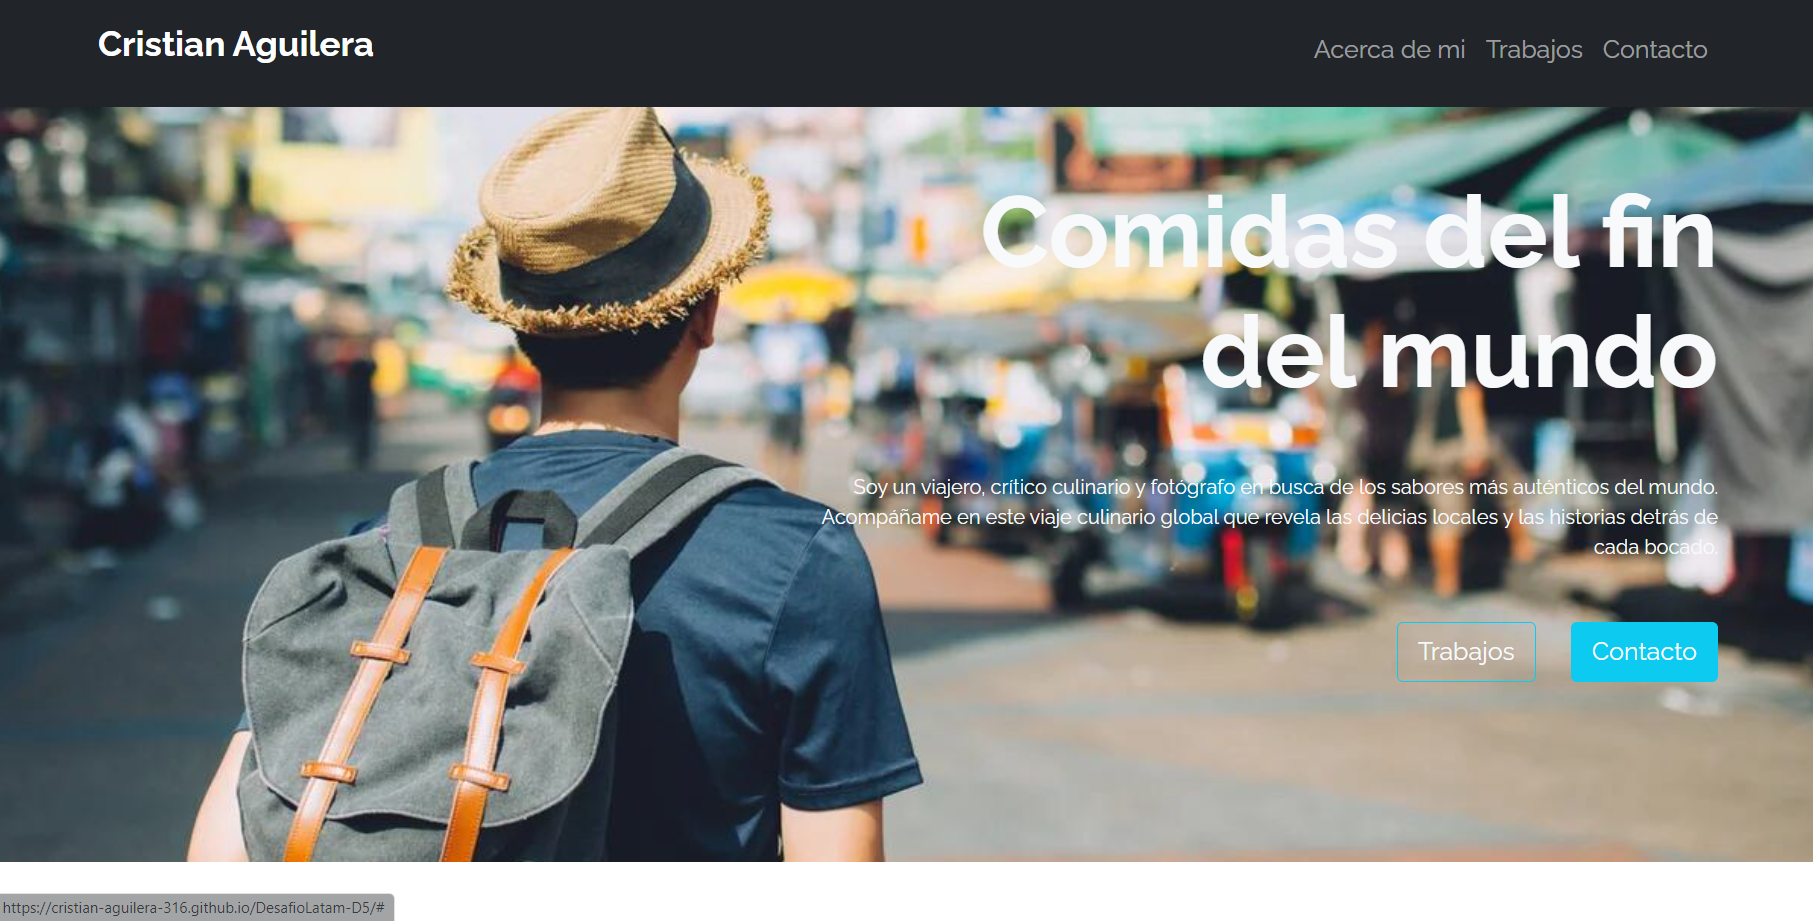 Cristian Aguilera
Acerca de mi Trabajos Contacto
Comidas del fin
del mundo
Soy un viajero, crítico culinario y fotógrafo en busca de los sabores más auténticos del mundo.
Acompáñame en este viaje culinario global que revela las delicias locales y las historias detrás de
cada bocado.
Trabajos Contacto
https://cristian-aguilera-316.github.io/DesafioLatam-D5/#